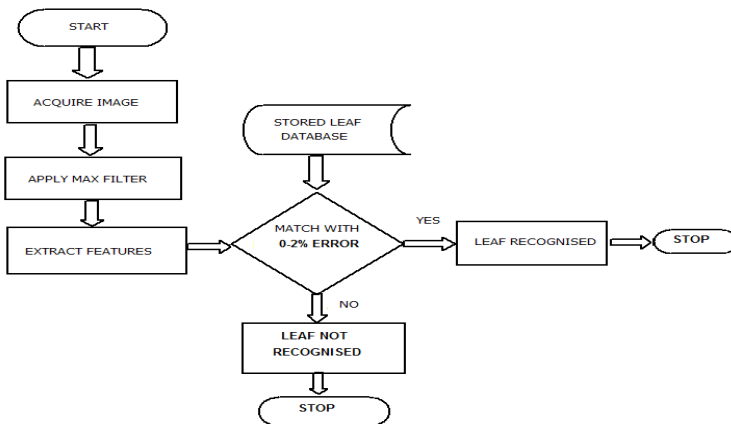 START
ACQUIRE IMAGE
APPLY MAX FILTER
EXTRACT FEATURES
STORED LEAF
DATABASE
MATCH WITH
0-2% ERROR
YES
LEAF RECOGNISED
STOP
NO
LEAF NOT
RECOGNISED
STOP